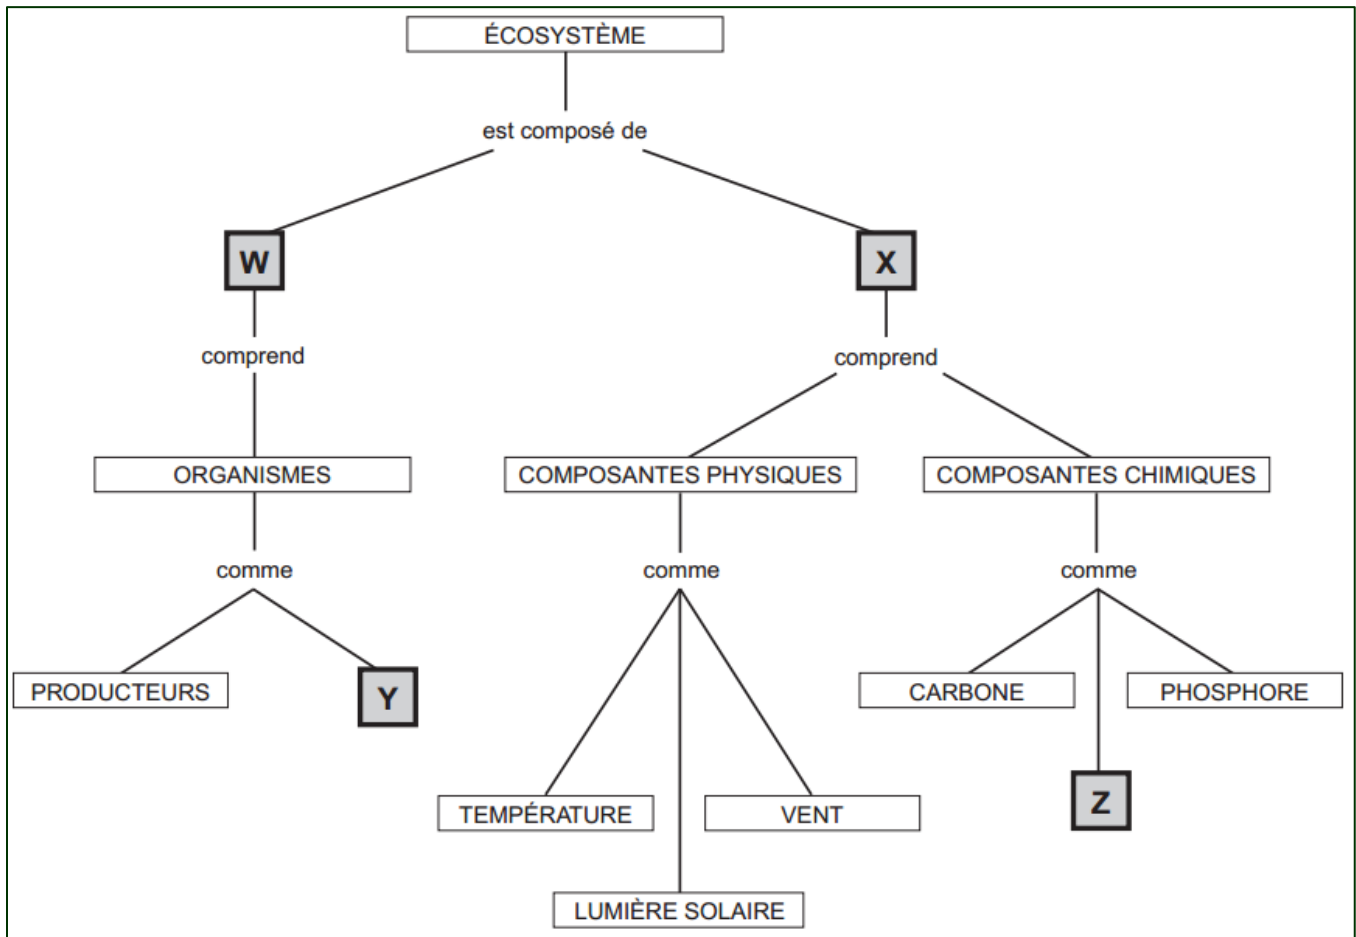 ÉCOSYSTÈME
est composé de
W
X
comprend
comprend
ORGANISMES
COMPOSANTES PHYSIQUES
COMPOSANTES CHIMIQUES
comme
comme
comme
PRODUCTEURS
Y
CARBONE
PHOSPHORE
TEMPÉRATURE
VENT
Z
LUMIÈRE SOLAIRE